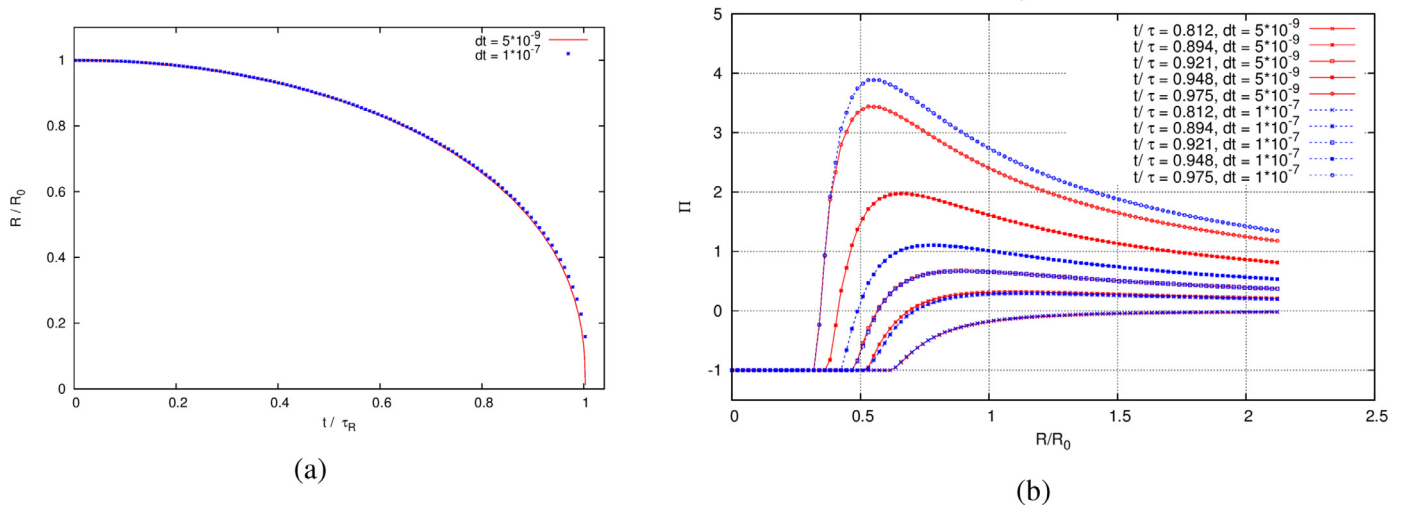 dt = 5*10-9
dt = 1*10-7
1
0.8
0.6
0.4
0.2
0
R / R0
0 0.2 0.4 0.6 0.8 1
t / τR
(a)
5
4
3
2
1
0
-1
Π
t/ τ = 0.812, dt = 5*10-9
t/ τ = 0.894, dt = 5*10-9
t/ τ = 0.921, dt = 5*10-9
t/ τ = 0.948, dt = 5*10-9
t/ τ = 0.975, dt = 5*10-9
t/ τ = 0.812, dt = 1*10-7
t/ τ = 0.894, dt = 1*10-7
t/ τ = 0.921, dt = 1*10-7
t/ τ = 0.948, dt = 1*10-7
t/ τ = 0.975, dt = 1*10-7
0 0.5 1 1.5 2 2.5
R/R0
(b)